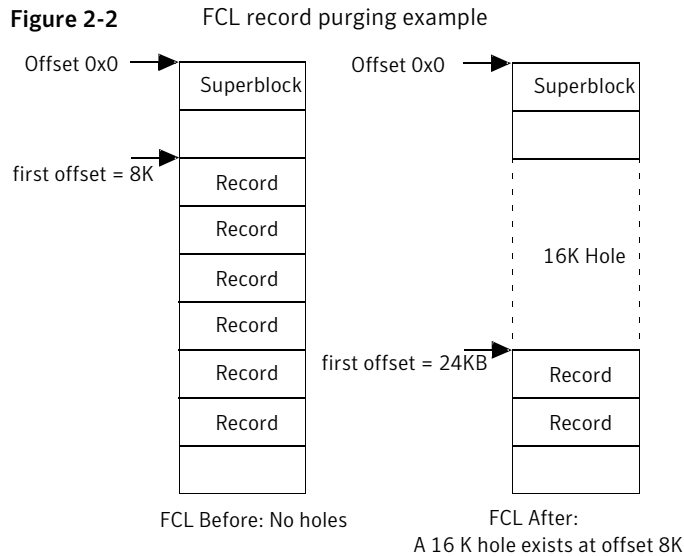 Figure 2-2 FCL record purging example
Offset 0x0
Superblock
first offset = 8K
Record
Record
Record
Record
Record
Record
FCL Before: No holes
Offset 0x0
Superblock
16K Hole
first offset = 24KB
Record
Record
FCL After:
A 16 K hole exists at offset 8K